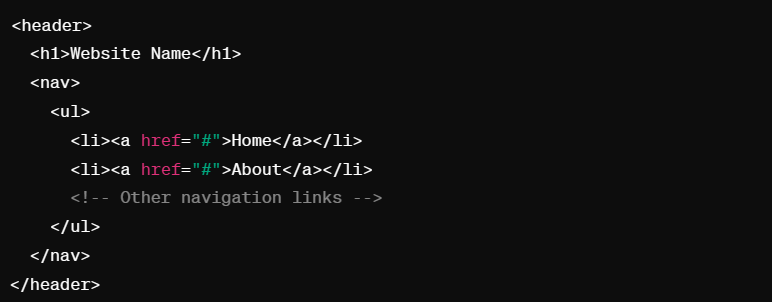 <header>
  <h1>Website Name</h1>
  <nav>
    <ul>
      <li><a href="#">Home</a></li>
      <li><a href="#">About</a></li>
      <!-- Other navigation links -->
    </ul>
  </nav>
</header>